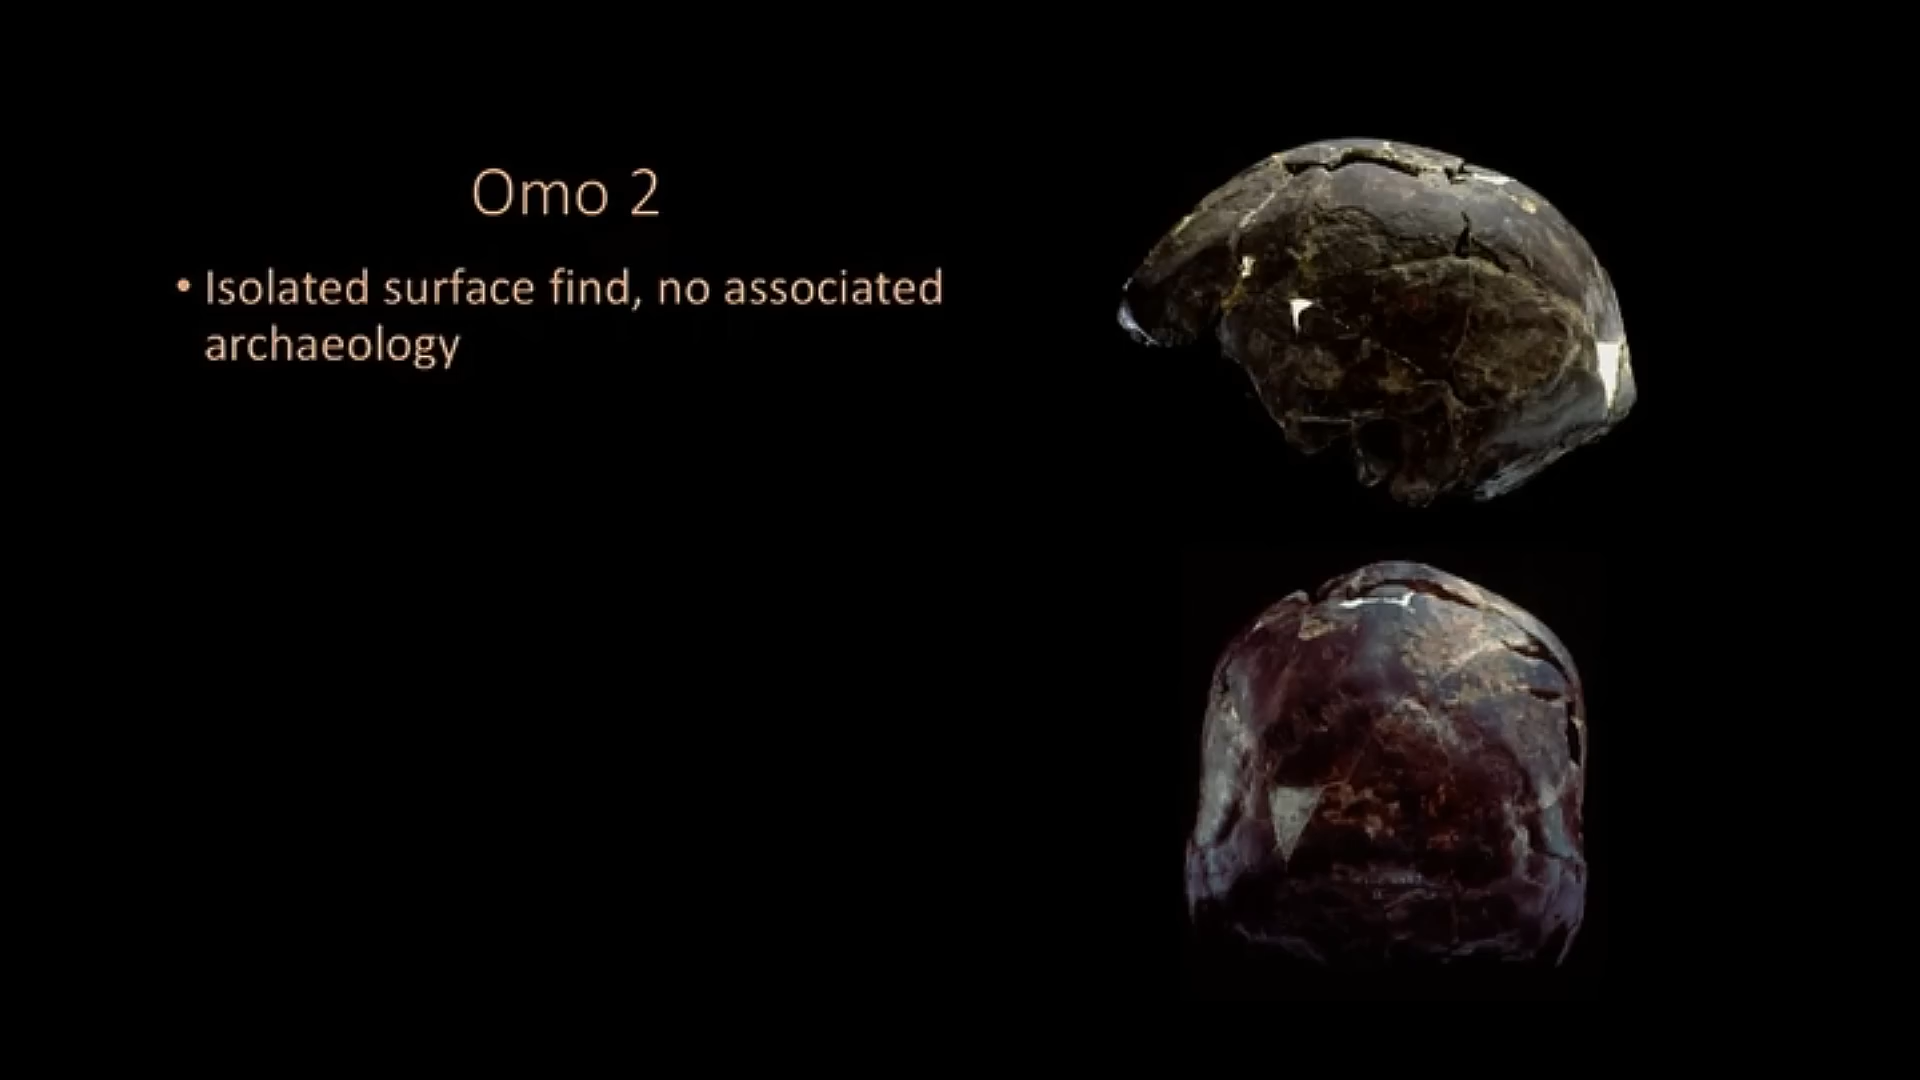 Omo 2
• Isolated surface find, no associated
archaeology